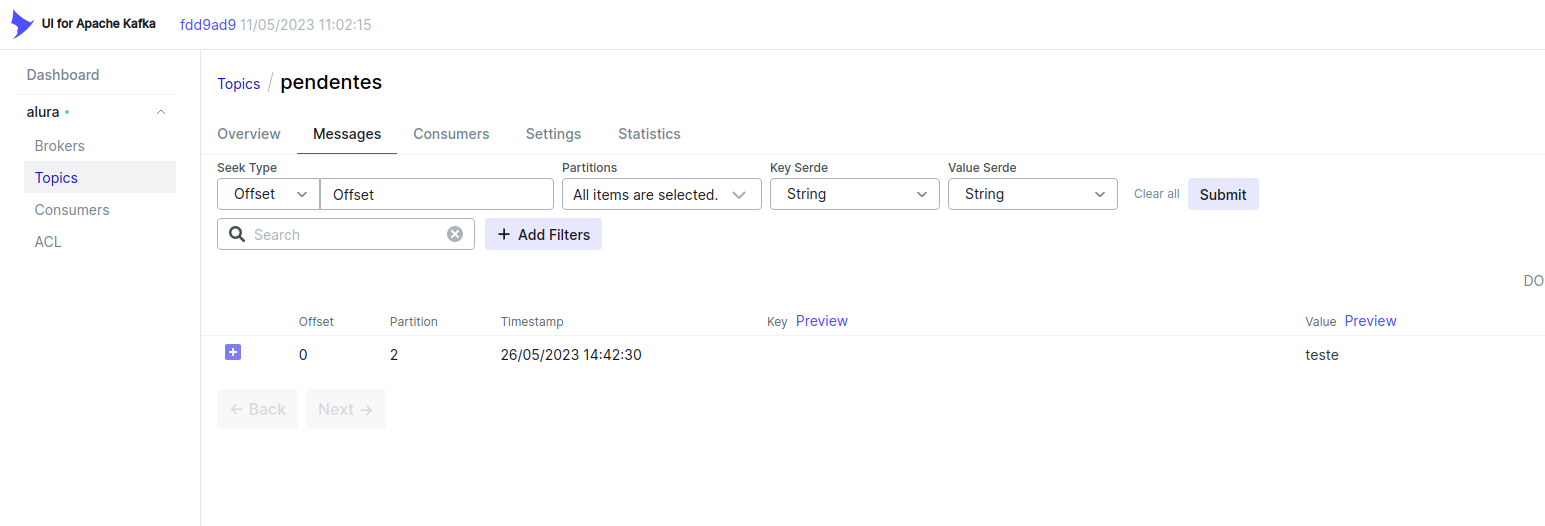 UI for Apache Kafka fdd9ad9 11/05/2023 11:02:15
Dashboard
alura
Brokers
Topics
Consumers
ACL
Topics / pendentes
Overview Messages Consumers Settings Statistics
Seek Type Partitions Key Serde Value Serde
Offset Offset All items are selected. String String Clear all Submit
Search + Add Filters
DO
Offset Partition Timestamp Key Preview Value Preview
0 2 26/05/2023 14:42:30 teste
← Back Next →